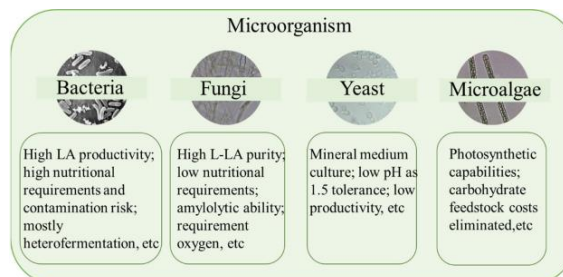 Microorganism
Bacteria
Fungi
Yeast
Microalgae
High LA productivity;
high nutritional
requirements and
contamination risk;
mostly
heterofermentation, etc
High L-LA purity;
low nutritional
requirements;
amylolytic ability;
requirement
oxygen, etc
Mineral medium
culture; low pH as
1.5 tolerance; low
productivity, etc
Photosynthetic
capabilities;
carbohydrate
feedstock costs
eliminated,etc